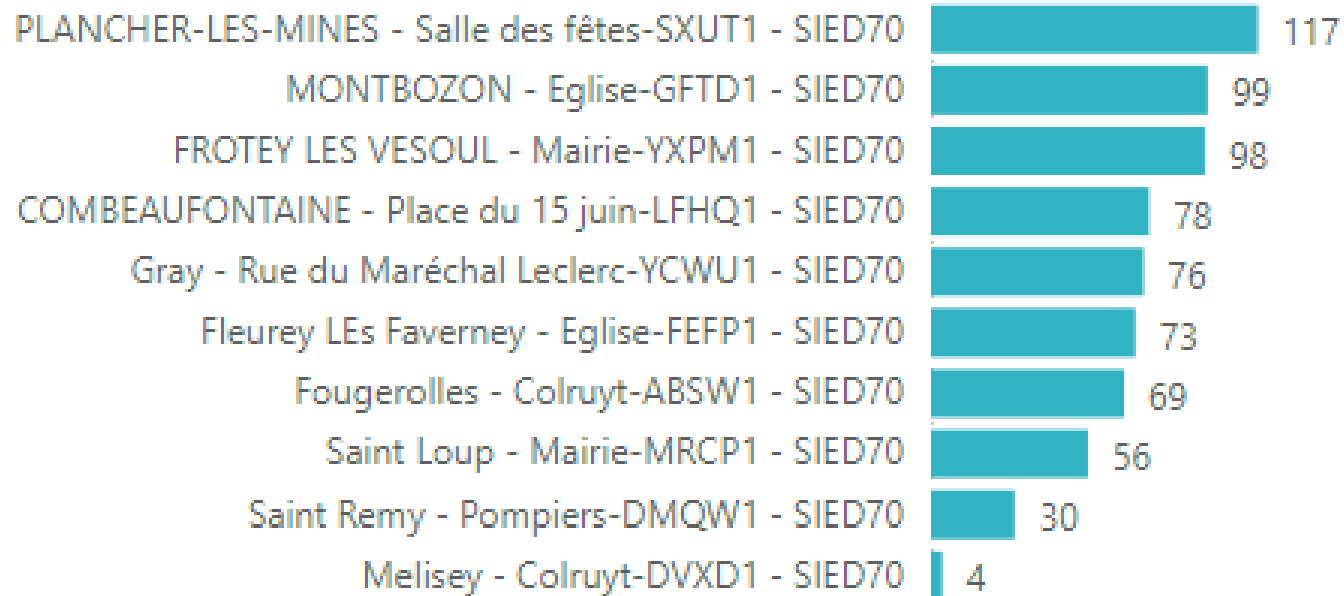 PLANCHER-LES-MINES - Salle des fêtes-SXUT1 - SIED70 117
MONTBOZON - Eglise-GFTD1 - SIED70 99
FROTEY LES VESOUL - Mairie-YXPM1 - SIED70 98
COMBEAUFONTAINE - Place du 15 juin-LFHQ1 - SIED70 78
Gray - Rue du Maréchal Leclerc-YCWU1 - SIED70 76
Fleurey LEs Faverney - Eglise-FEFP1 - SIED70 73
Fougerolles - Colruyt-ABSW1 - SIED70 69
Saint Loup - Mairie-MRCP1 - SIED70 56
Saint Remy - Pompiers-DMQW1 - SIED70 30
Melisey - Colruyt-DVXD1 - SIED70 4